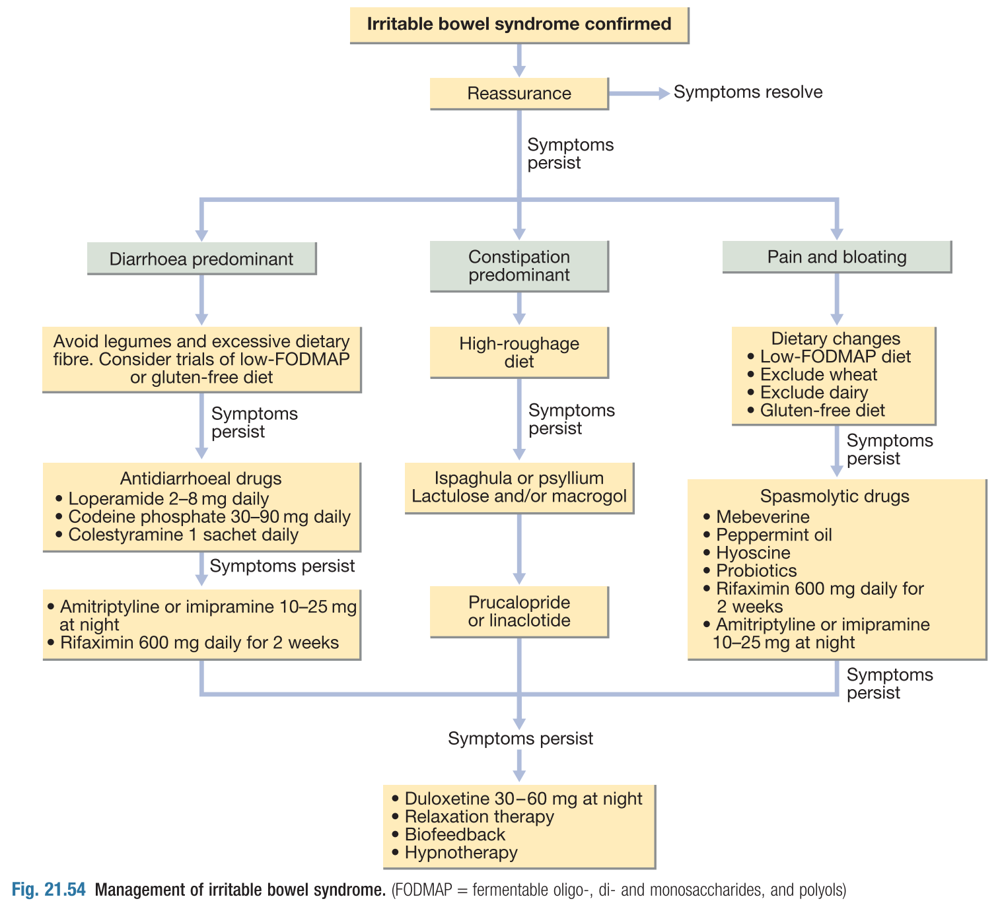 Irritable bowel syndrome confirmed
Reassurance
Symptoms resolve
Symptoms
persist
Diarrhoea predominant
Constipation
predominant
Pain and bloating
Avoid legumes and excessive dietary
fibre. Consider trials of low-FODMAP
or gluten-free diet
High-roughage
diet
Dietary changes
• Low-FODMAP diet
• Exclude wheat
• Exclude dairy
• Gluten-free diet
Symptoms
persist
Symptoms
persist
Symptoms
persist
Antidiarrhoeal drugs
• Loperamide 2–8 mg daily
• Codeine phosphate 30–90 mg daily
• Colestyramine 1 sachet daily
Ispaghula or psyllium
Lactulose and/or macrogol
Spasmolytic drugs
• Mebeverine
• Peppermint oil
• Hyoscine
• Probiotics
• Rifaximin 600 mg daily for
2 weeks
• Amitriptyline or imipramine
10–25 mg at night
Symptoms persist
• Amitriptyline or imipramine 10–25 mg
at night
• Rifaximin 600 mg daily for 2 weeks
Prucalopride
or linaclotide
Symptoms
persist
Symptoms persist
• Duloxetine 30–60 mg at night
• Relaxation therapy
• Biofeedback
• Hypnotherapy
Fig. 21.54 Management of irritable bowel syndrome. (FODMAP = fermentable oligo-, di- and monosaccharides, and polyols)